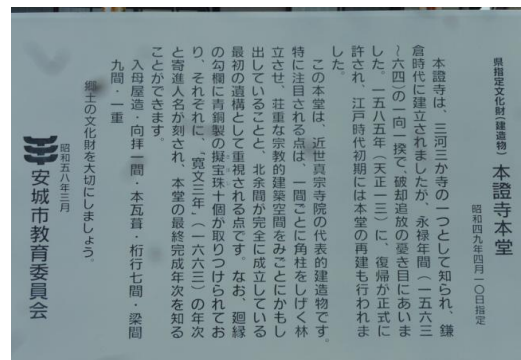 県指定文化財(建造物) 本證寺本堂
昭和四九年四月一〇日指定
本證寺は、三河三か寺の一つとして知られ、鎌
倉時代に建立されましたが、永禄年間(一五六三
〜六四)の一向一揆で破却追放の憂き目にあいま
した。一五八五年(天正一三)に、復帰が正式に
許され、江戸時代初期には本堂の再建も行われま
した。
この本堂は、近世真宗寺院の代表的建造物です。
特に注目される点は、一間ごとに角柱をしげく林
立させ、荘重な宗教的建築空間をみごとにかもし
出していることと、北余間が完全に成立している
最初の遺構として重視される点です。なお、廻縁
の勾欄に青銅製の擬宝珠十個が取りつけられてお
り、それぞれに、"寛文三年"(一六六三)の年次
と寄進人名が刻され、本堂の最終完成年次を知る
ことができます。
入母屋造・向拝一間・本瓦葺・桁行七間・梁間
九間・一重
郷土の文化財を大切にしましょう。
昭和五八年三月
安城市教育委員会